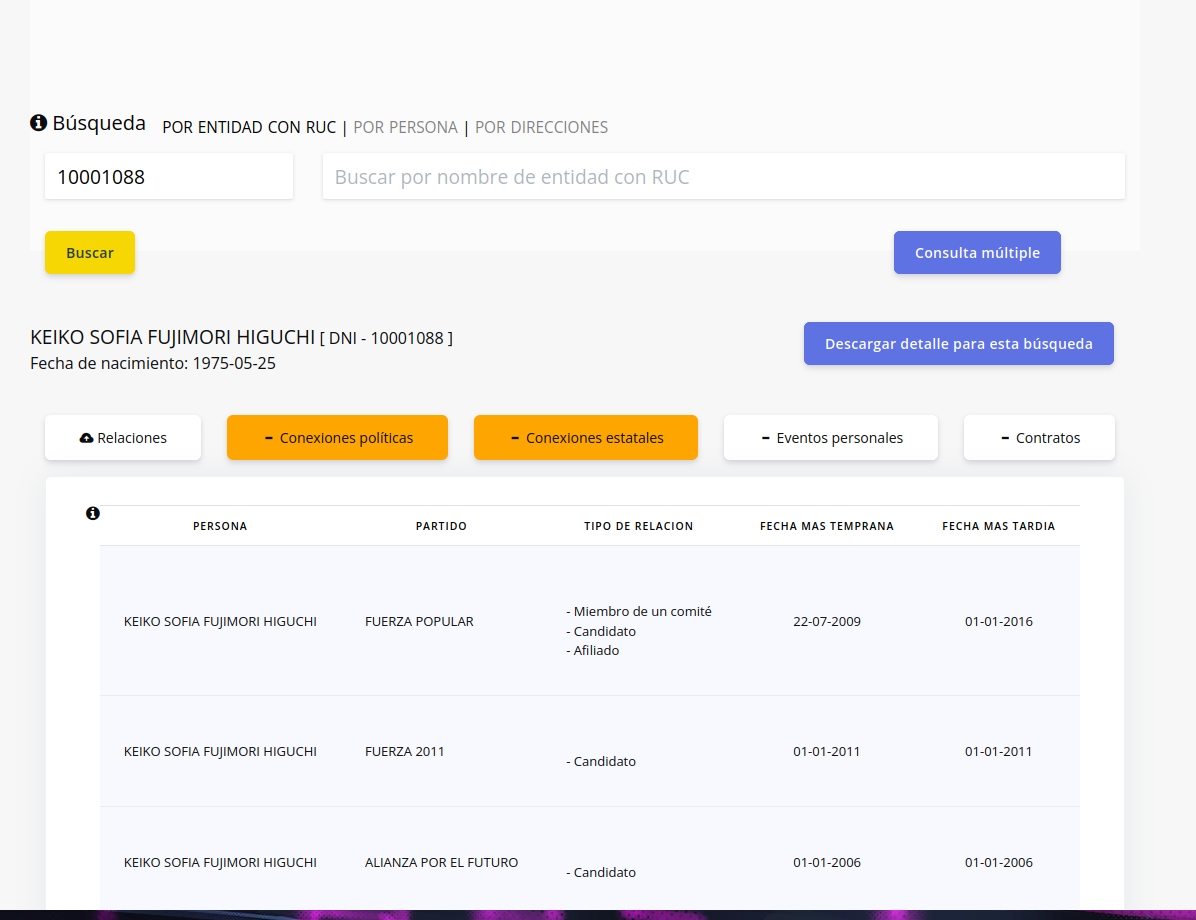 Búsqueda POR ENTIDAD CON RUC | POR PERSONA | POR DIRECCIONES
10001088 Buscar por nombre de entidad con RUC
Buscar Consulta múltiple
KEIKO SOFIA FUJIMORI HIGUCHI [ DNI - 10001088 ]
Descargar detalle para esta búsqueda
Fecha de nacimiento: 1975-05-25
Relaciones - Conexiones políticas - Conexiones estatales - Eventos personales - Contratos
PERSONA PARTIDO TIPO DE RELACION FECHA MAS TEMPRANA FECHA MAS TARDIA
- Miembro de un comité
KEIKO SOFIA FUJIMORI HIGUCHI FUERZA POPULAR - Candidato 22-07-2009 01-01-2016
- Afiliado
KEIKO SOFIA FUJIMORI HIGUCHI FUERZA 2011 - Candidato 01-01-2011 01-01-2011
KEIKO SOFIA FUJIMORI HIGUCHI ALIANZA POR EL FUTURO - Candidato 01-01-2006 01-01-2006